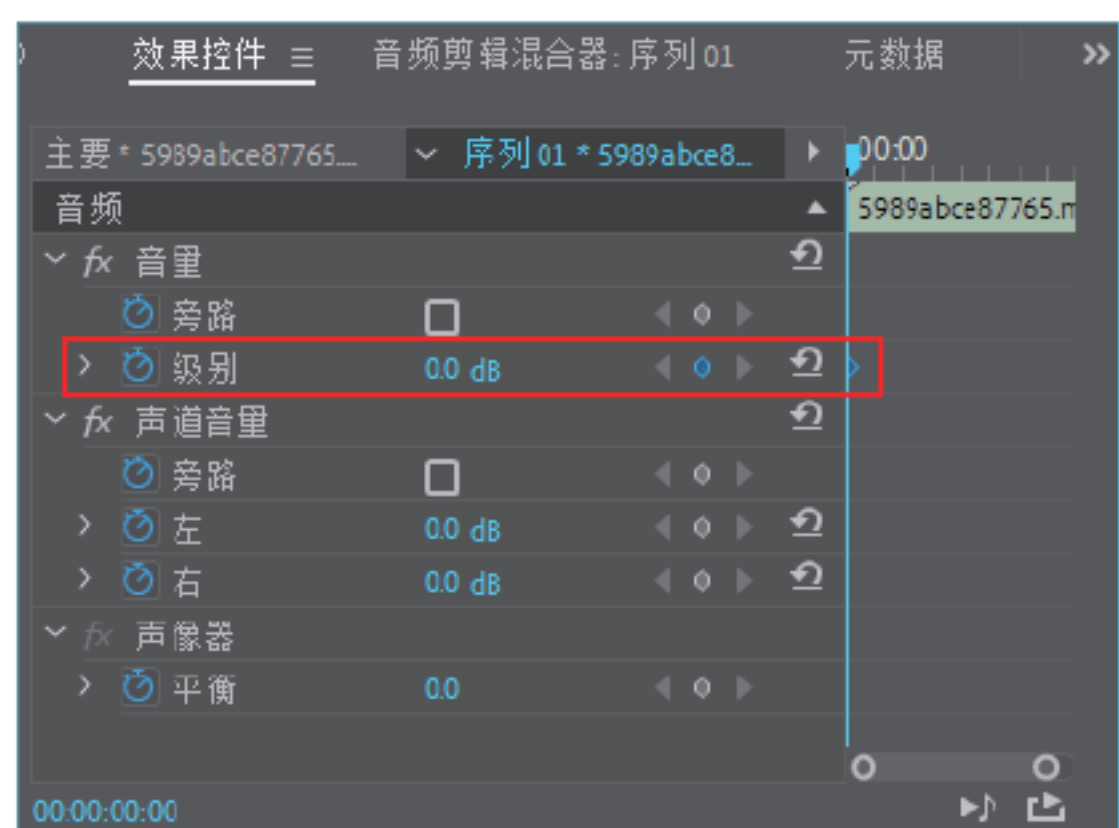 效果控件 音频剪辑混合器: 序列 01 元数据
主要 * 5989abce87765.... 序列 01 * 5989abce8... 00:00
音频 5989abce87765.m
fx 音量
旁路
级别 0.0 dB
fx 声道音量
旁路
左 0.0 dB
右 0.0 dB
fx 声像器
平衡 0.0
00:00:00:00